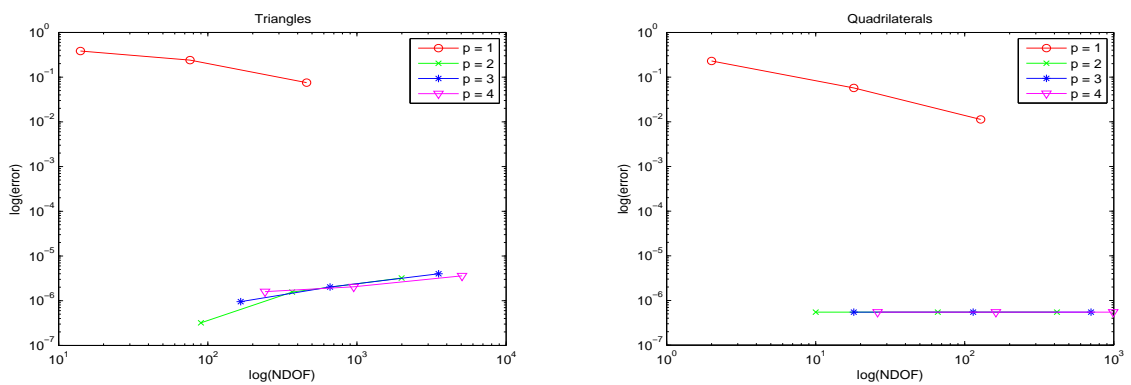 Triangles
10^0
10^-1
10^-2
10^-3
10^-4
10^-5
10^-6
10^-7
log(error)
10^1
10^2
10^3
10^4
log(NDOF)
p = 1
p = 2
p = 3
p = 4
Quadrilaterals
10^0
10^-1
10^-2
10^-3
10^-4
10^-5
10^-6
10^-7
log(error)
10^0
10^1
10^2
10^3
log(NDOF)
p = 1
p = 2
p = 3
p = 4